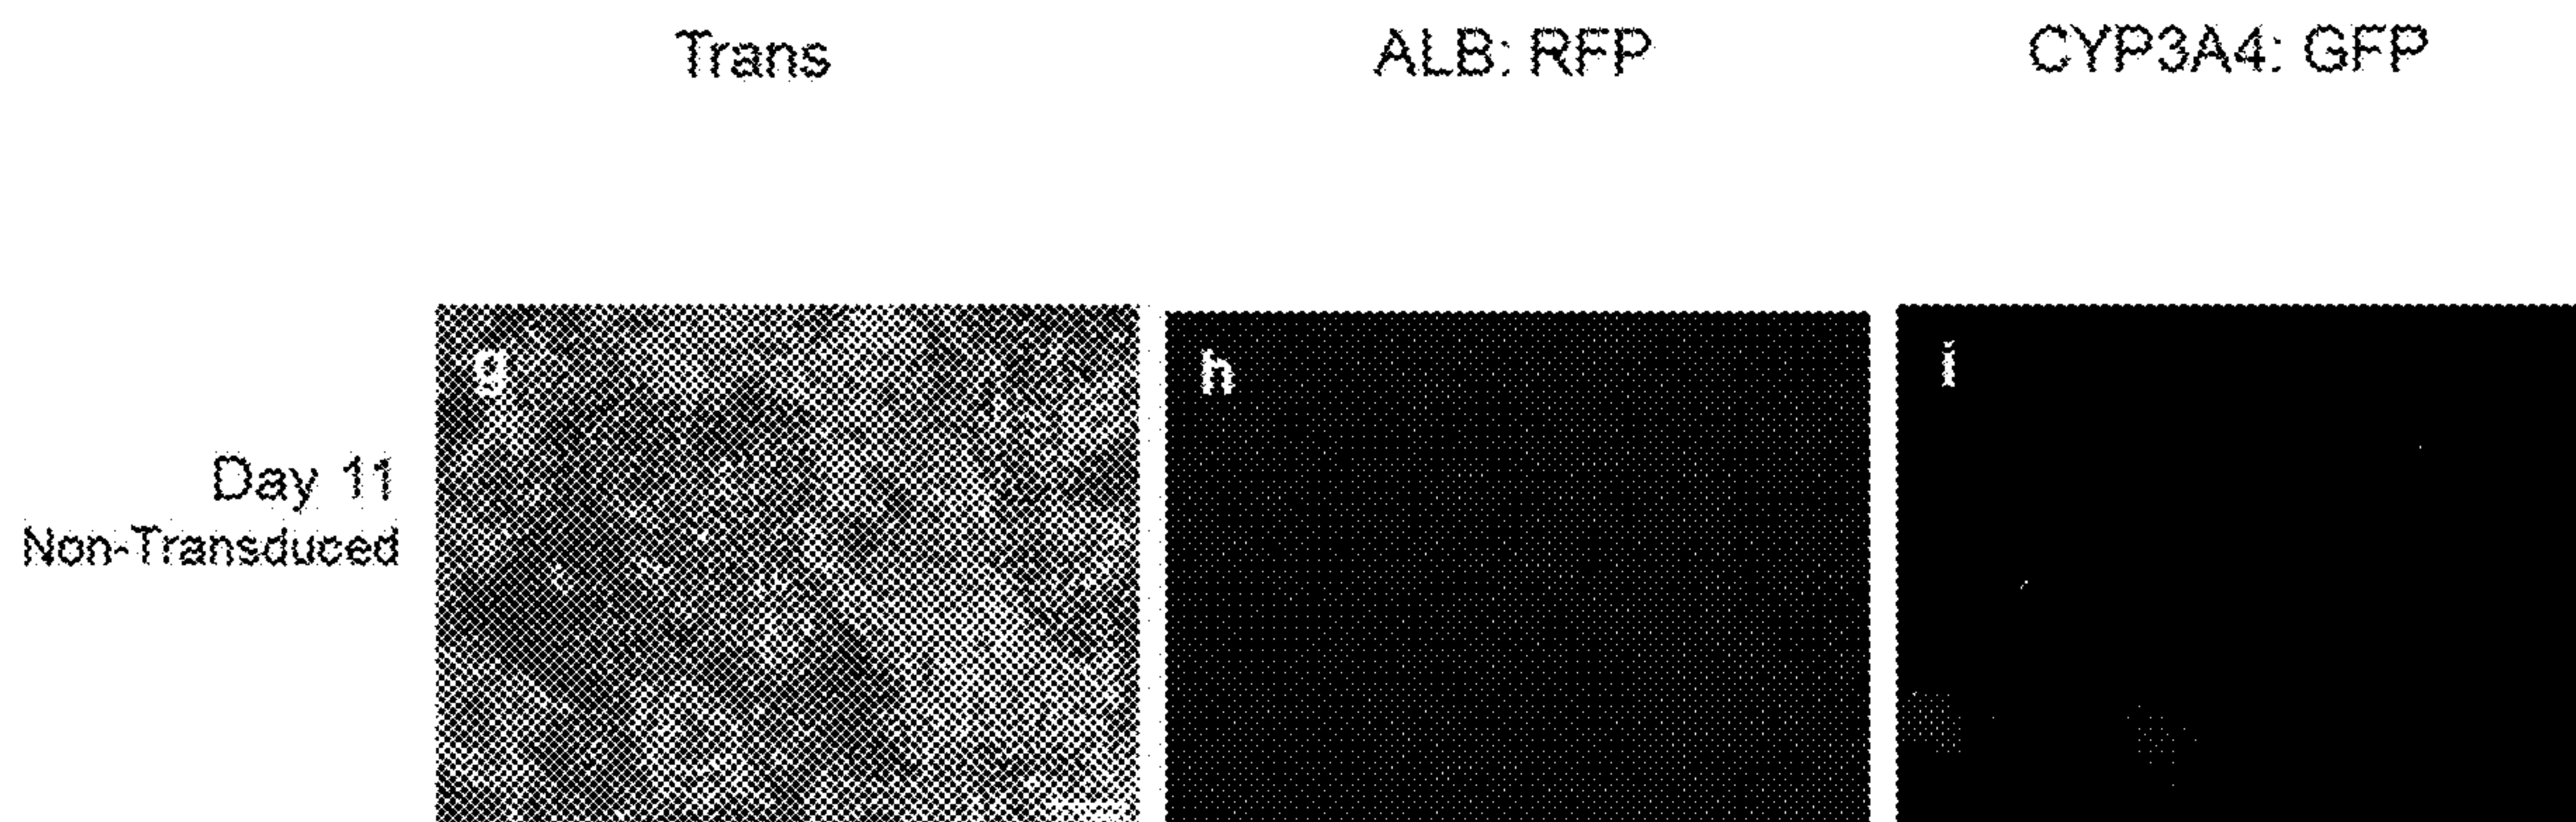 Trans ALB: RFP CYP3A4: GFP
g h i
Day 11
Non-Transduced